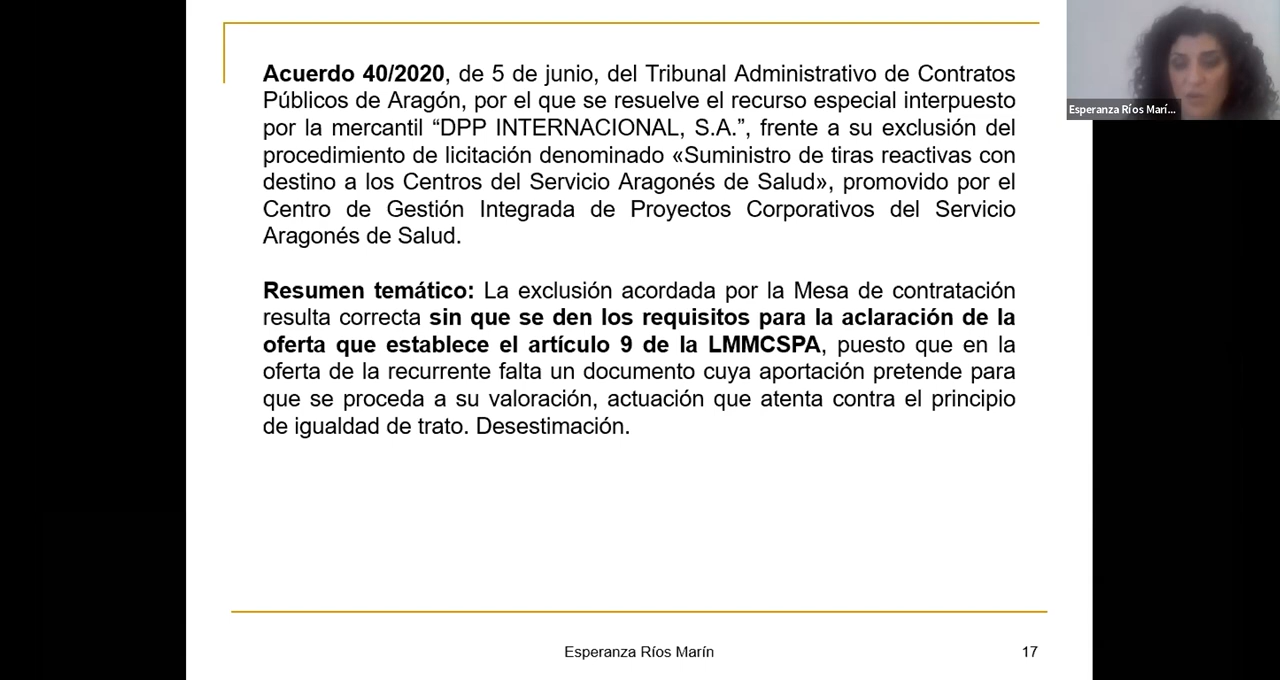 Acuerdo 40/2020, de 5 de junio, del Tribunal Administrativo de Contratos
Públicos de Aragón, por el que se resuelve el recurso especial interpuesto
por la mercantil “DPP INTERNACIONAL, S.A.”, frente a su exclusión del
procedimiento de licitación denominado «Suministro de tiras reactivas con
destino a los Centros del Servicio Aragonés de Salud», promovido por el
Centro de Gestión Integrada de Proyectos Corporativos del Servicio
Aragonés de Salud.
Resumen temático: La exclusión acordada por la Mesa de contratación
resulta correcta sin que se den los requisitos para la aclaración de la
oferta que establece el artículo 9 de la LMMCSPA, puesto que en la
oferta de la recurrente falta un documento cuya aportación pretende para
que se proceda a su valoración, actuación que atenta contra el principio
de igualdad de trato. Desestimación.
Esperanza Ríos Marín
17
Esperanza Ríos Marí...